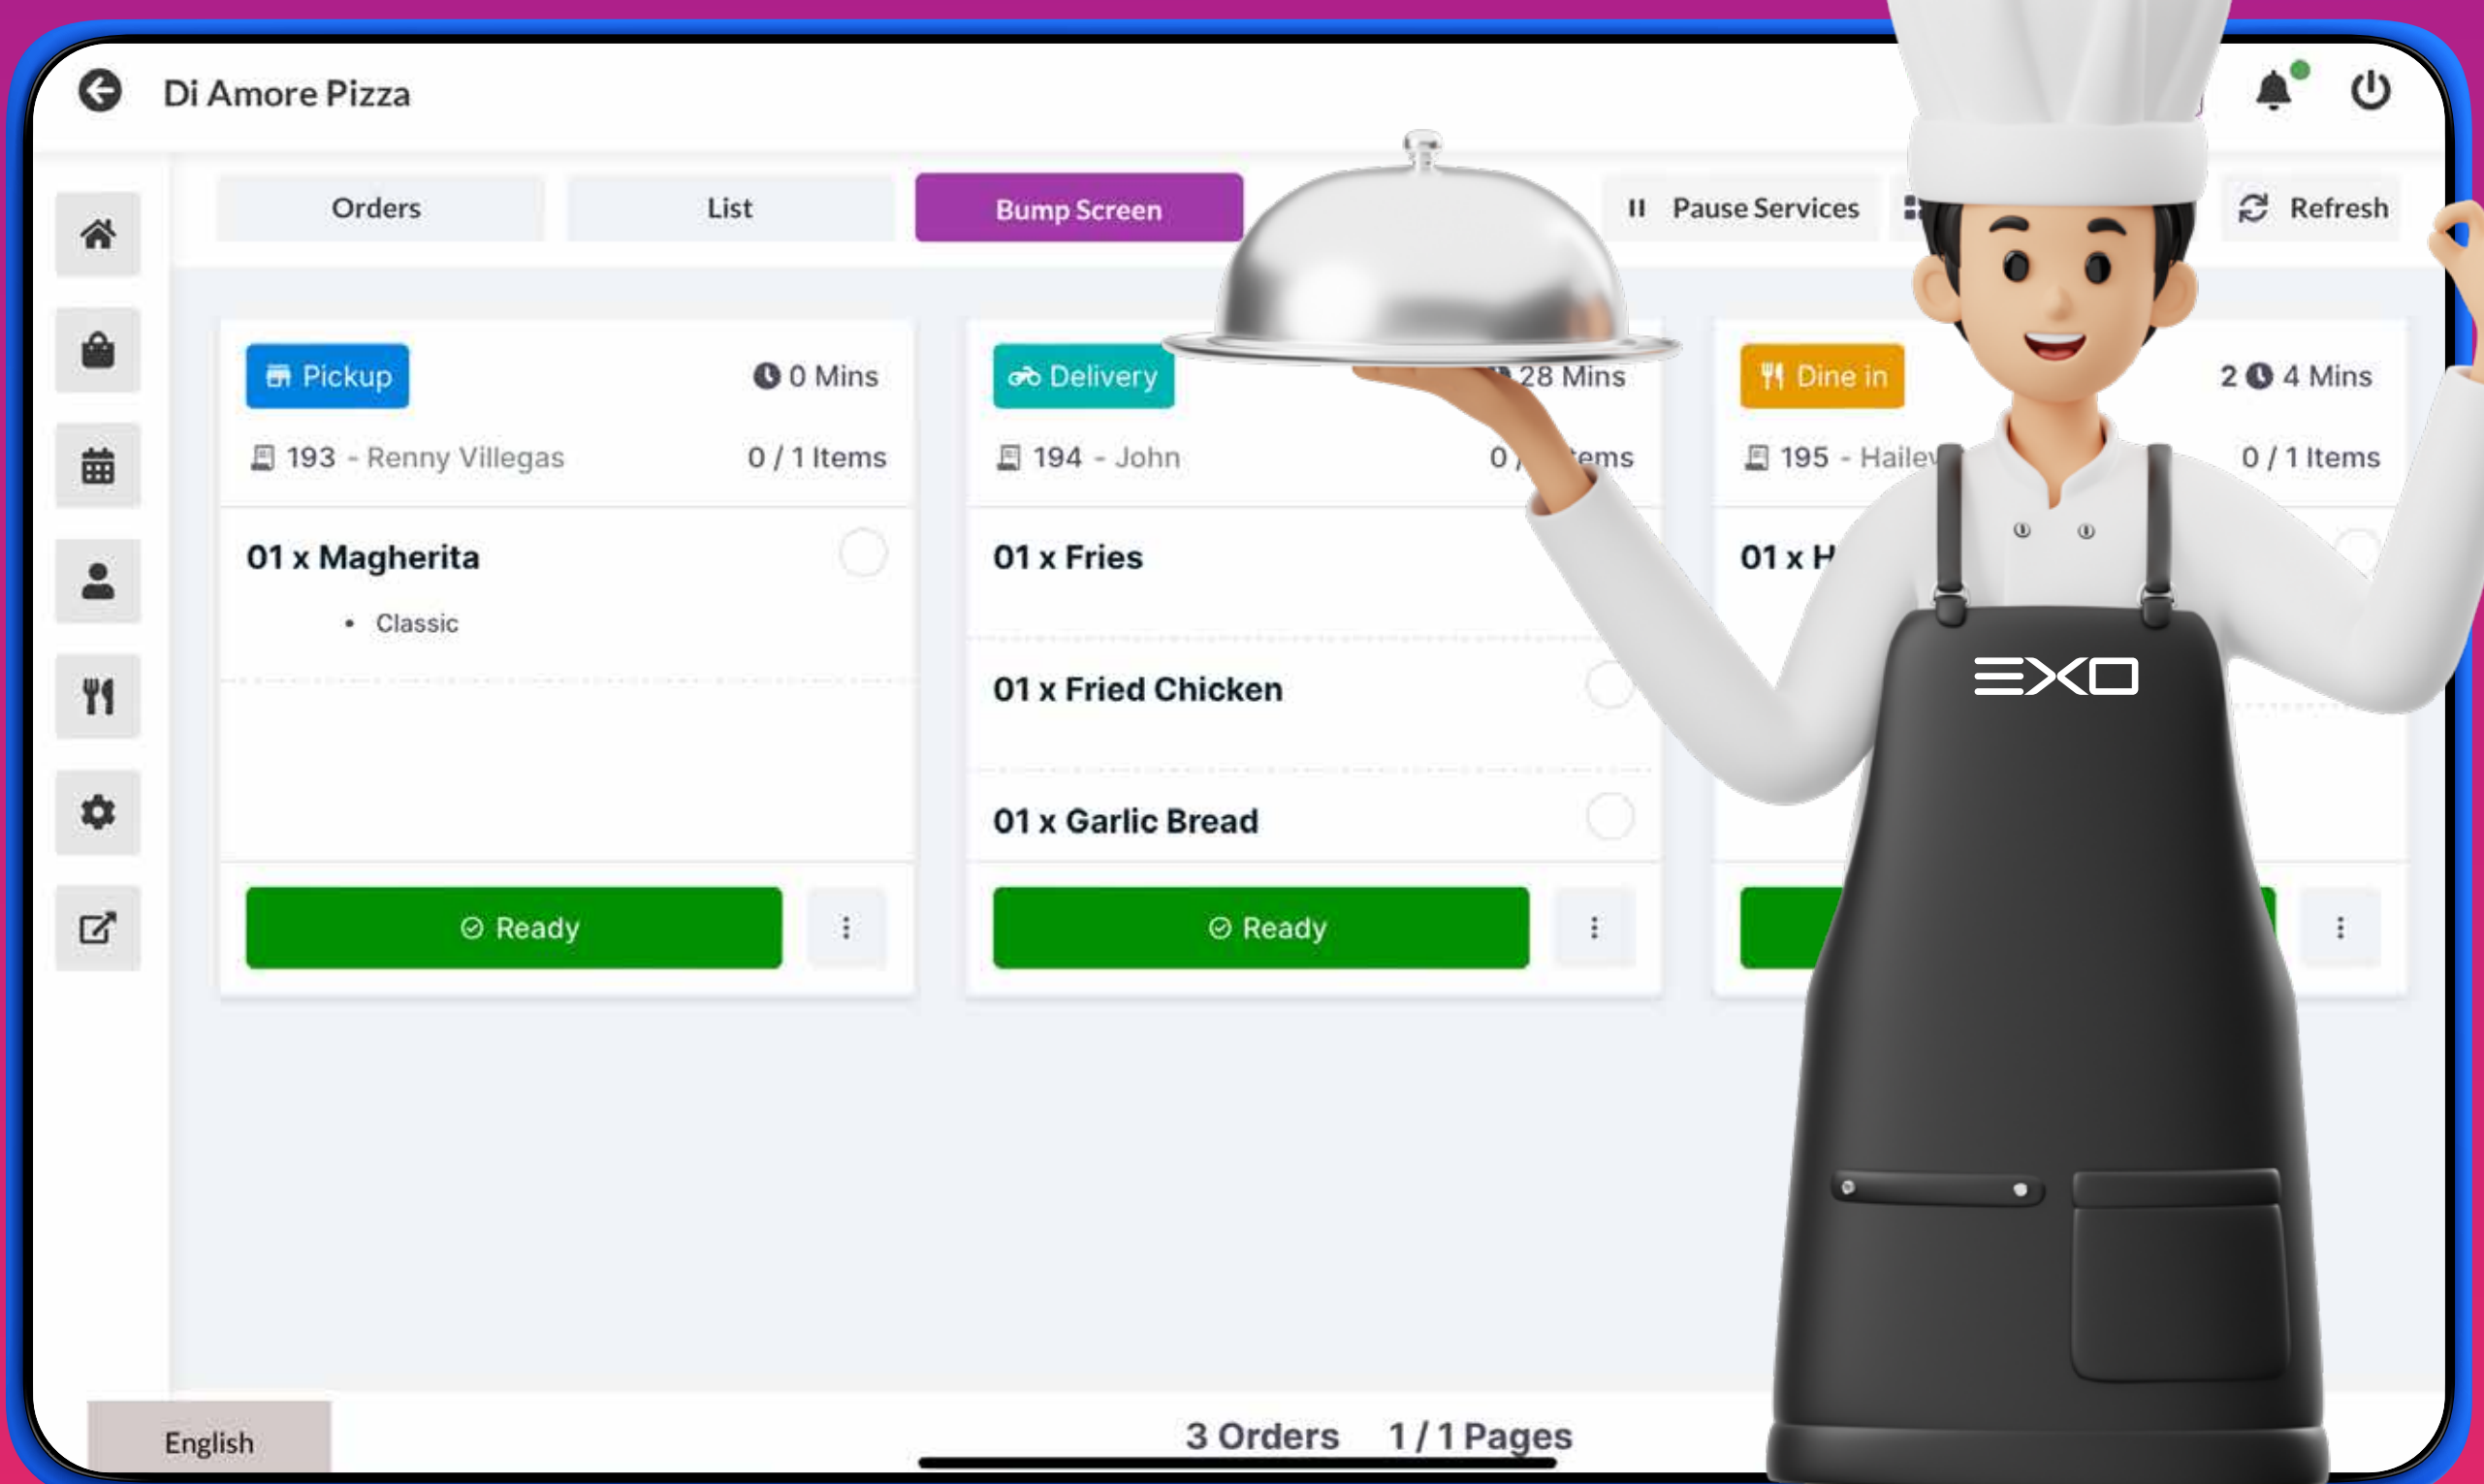 Di Amore Pizza
Orders List Bump Screen Pause Services Refresh
Pickup 0 Mins
193 - Renny Villegas 0 / 1 Items
01 x Magherita
• Classic
Ready
Delivery 28 Mins
194 - John 0 /
01 x Fries
01 x Fried Chicken
01 x Garlic Bread
Ready
Dine in 2 4 Mins
195 - 0 / 1 Items
01 x
EXO
English
3 Orders 1 / 1 Pages